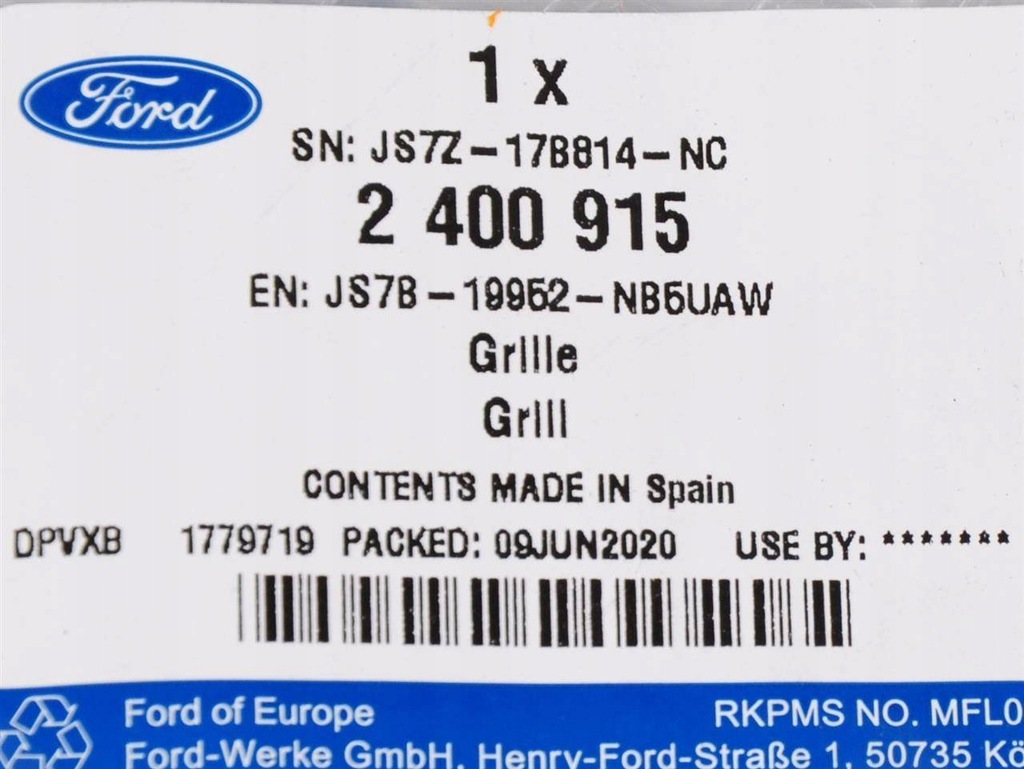 Ford
1 x
SN: JS7Z-17B814-NC
2 400 915
EN: JS7B-19952-NB5UAW
Grille
Grill
CONTENTS MADE IN Spain
DPVXB 1779719 PACKED: 09JUN2020 USE BY: *******
Ford of Europe RKPMS NO. MFL0
Ford-Werke GmbH, Henry-Ford-Straße 1, 50735 Kö